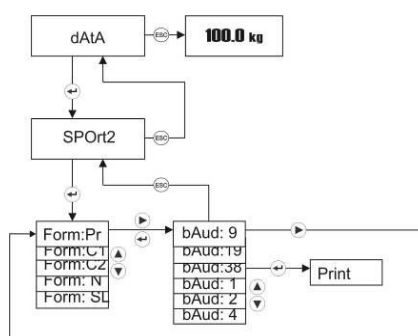 dAtA
ESC
100.0 kg
SPOrt2
ESC
ESC
Form:Pr
Form:C1
Form:C2
Form: N
Form: SL
bAud: 9
bAud:19
bAud:38
bAud: 1
bAud: 2
bAud: 4
Print